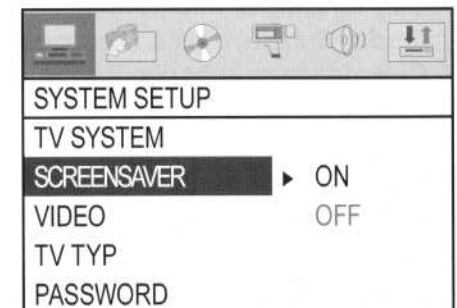 SYSTEM SETUP
TV SYSTEM
SCREENSAVER ▸ ON
VIDEO OFF
TV TYP
PASSWORD